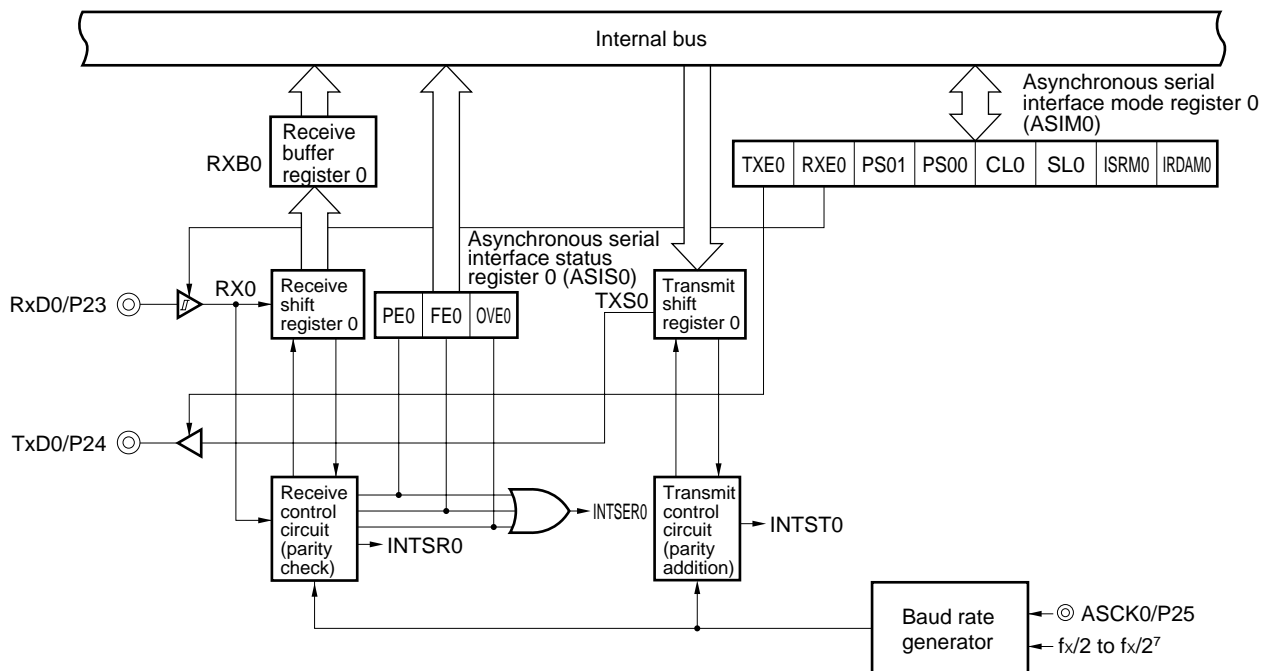 Internal bus
Asynchronous serial
interface mode register 0
(ASIM0)
Receive
buffer
register 0
RXB0
TXE0 RXE0 PS01 PS00 CL0 SL0 ISRM0 IRDAM0
Asynchronous serial
interface status
register 0 (ASIS0)
RxD0/P23
RX0
Receive
shift
register 0
PE0 FE0 OVE0
TXS0
Transmit
shift
register 0
TxD0/P24
Receive
control
circuit
(parity
check)
INTSER0
INTSR0
Transmit
control
circuit
(parity
addition)
INTST0
Baud rate
generator
ASCK0/P25
fx/2 to fx/2⁷